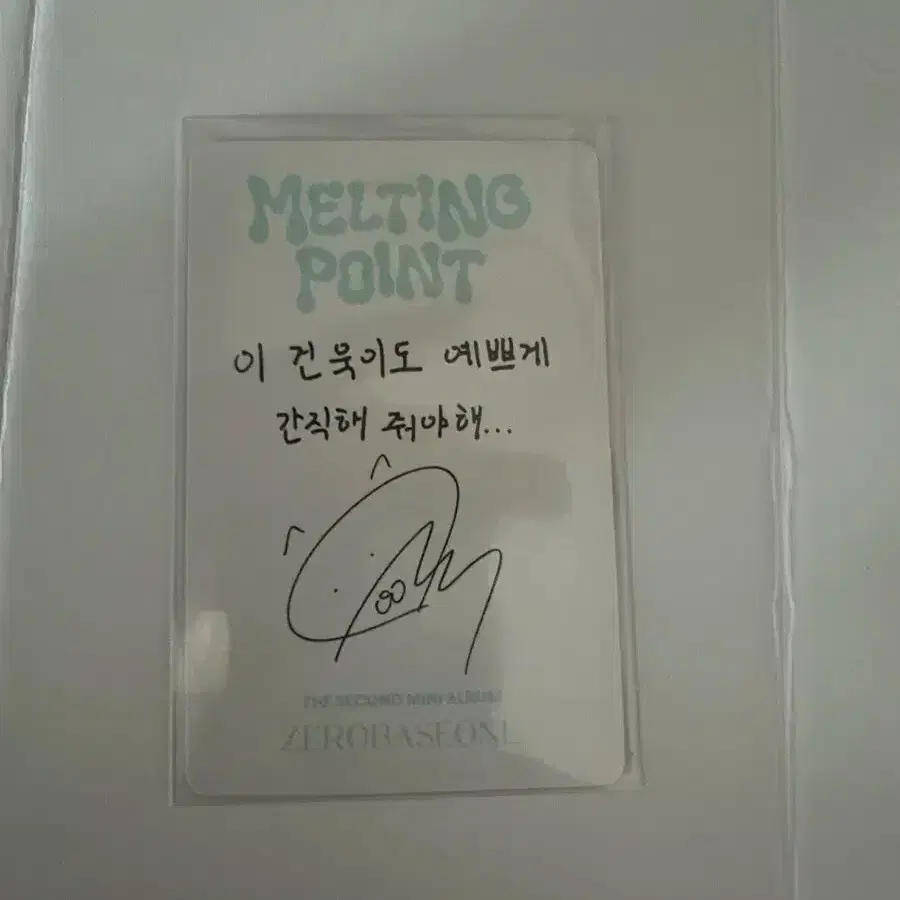 MELTING
POINT
이 건욱이도 예쁘게
간직해 줘야해...
THE SECOND MINI ALBUM
ZEROBASEONE